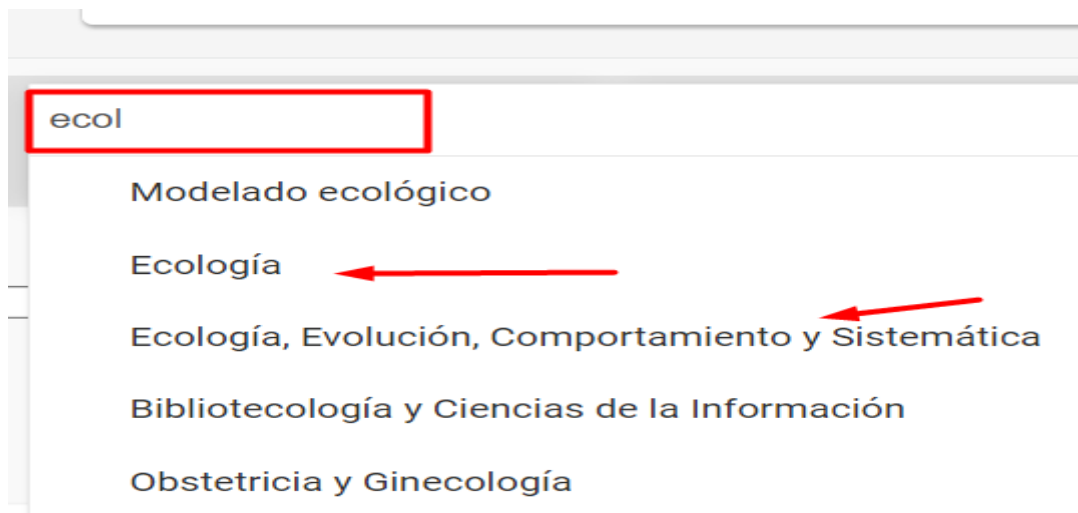 ecol
Modelado ecológico
Ecología
Ecología, Evolución, Comportamiento y Sistemática
Bibliotecología y Ciencias de la Información
Obstetricia y Ginecología